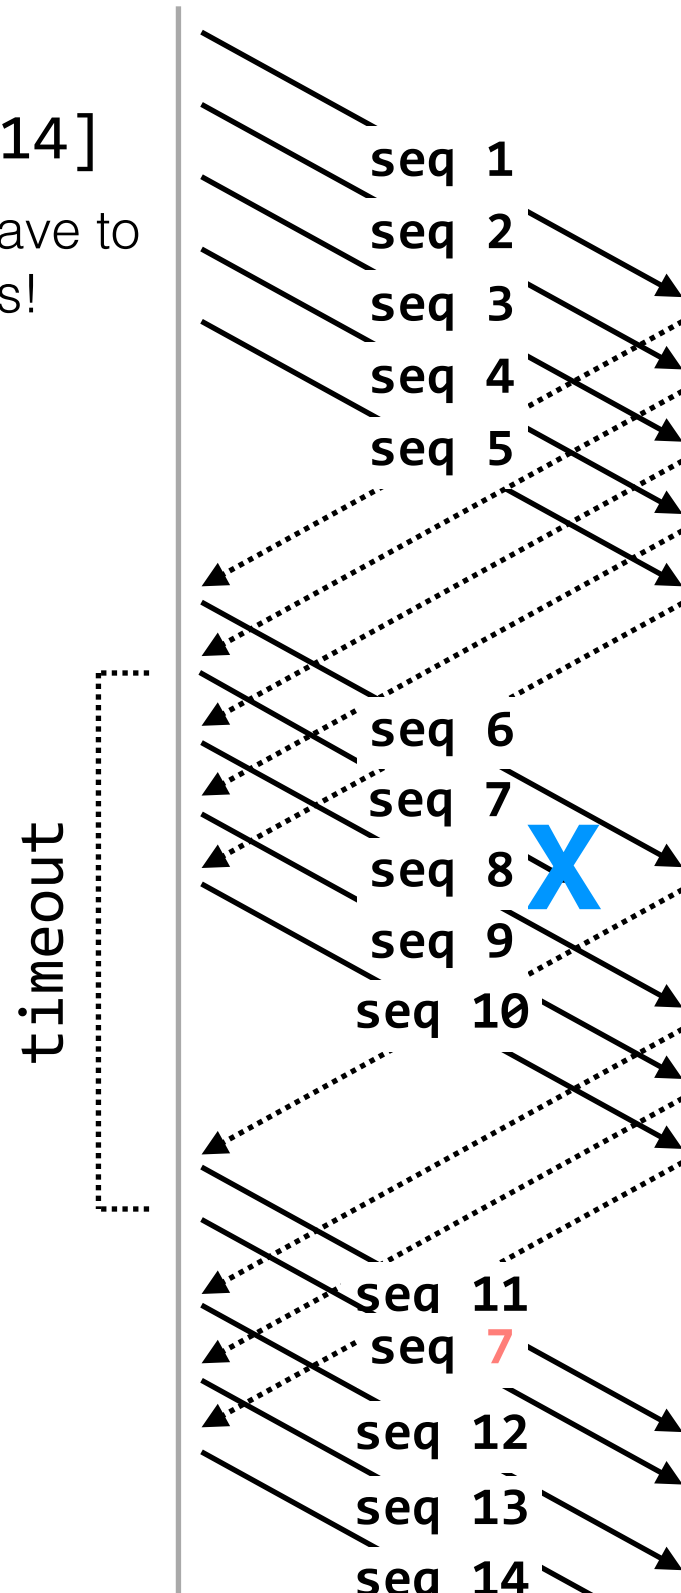 14]
ave to
s!
seq 1
seq 2
seq 3
seq 4
seq 5
seq 6
seq 7
seq 8
X
seq 9
seq 10
timeout
seq 11
seq 7
seq 12
seq 13
seq 14